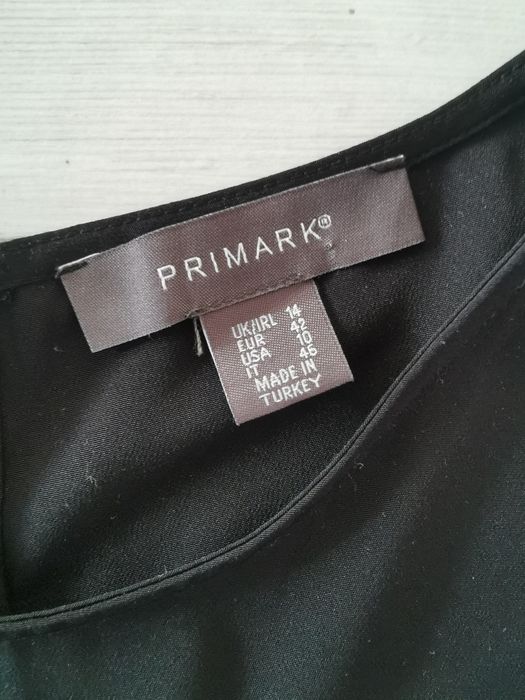 PRIMARK®
UK/IRL 14
EUR 42
USA 10
IT 46
MADE IN
TURKEY